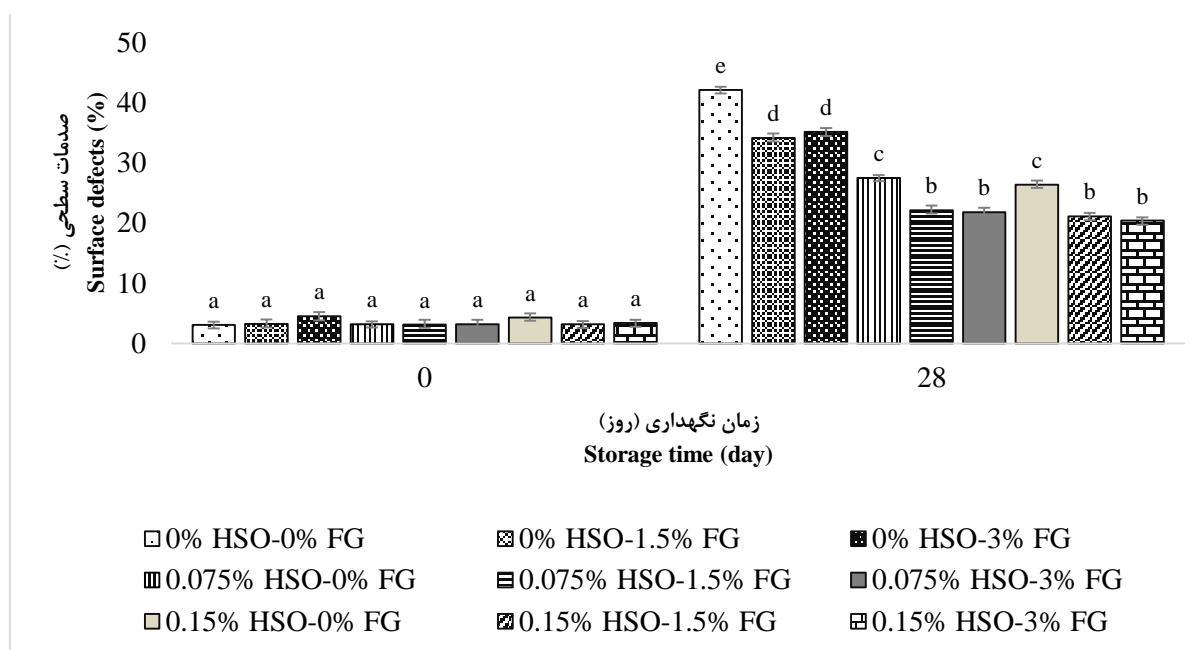 50
40
30
20
10
0
صدمات سطحی (٪)
Surface defects (%)
a a a a a a a a a
e d d c b b c b b
0 28
زمان نگهداری (روز)
Storage time (day)
0% HSO-0% FG 0% HSO-1.5% FG 0% HSO-3% FG
0.075% HSO-0% FG 0.075% HSO-1.5% FG 0.075% HSO-3% FG
0.15% HSO-0% FG 0.15% HSO-1.5% FG 0.15% HSO-3% FG